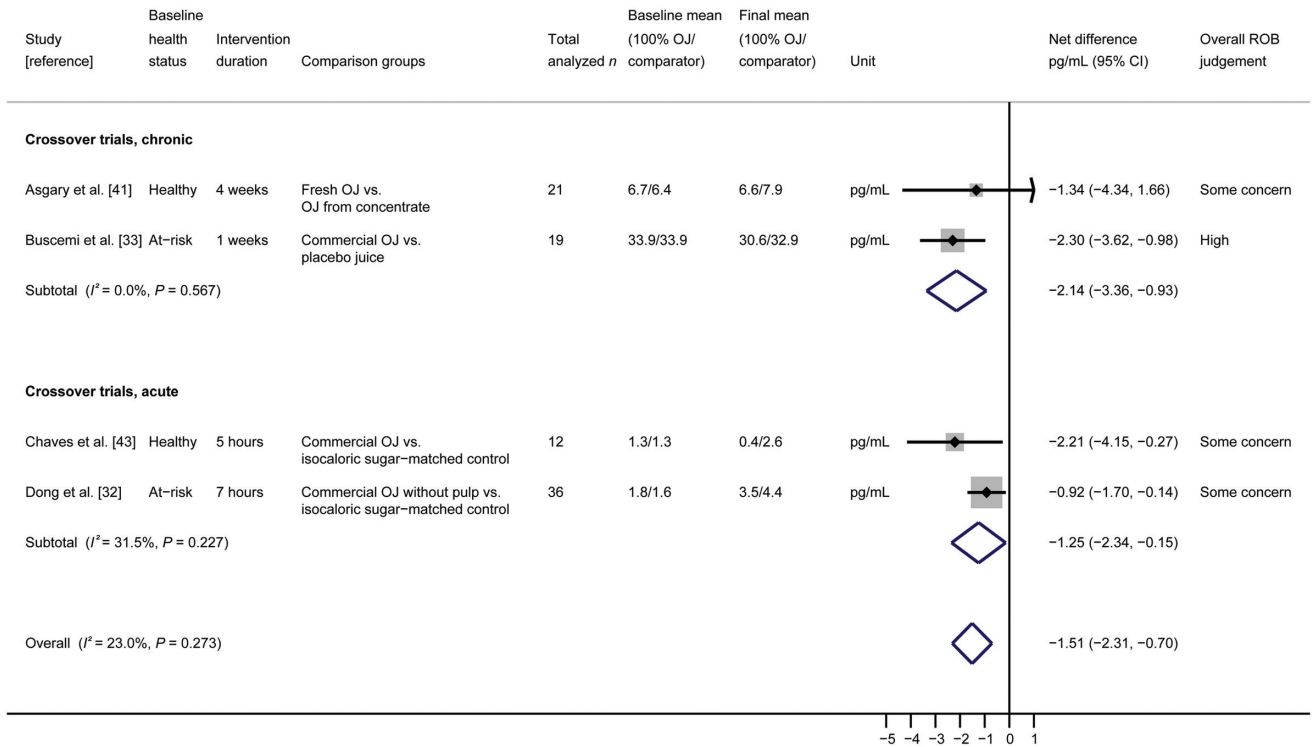 Baseline Baseline mean Final mean
Study health Intervention Total (100% OJ/ (100% OJ/ Net difference Overall ROB
[reference] status duration Comparison groups analyzed n comparator) comparator) Unit pg/mL (95% CI) judgement
Crossover trials, chronic
Asgary et al. [41] Healthy 4 weeks Fresh OJ vs. 21 6.7/6.4 6.6/7.9 pg/mL −1.34 (−4.34, 1.66) Some concern
OJ from concentrate
Buscemi et al. [33] At−risk 1 weeks Commercial OJ vs. 19 33.9/33.9 30.6/32.9 pg/mL −2.30 (−3.62, −0.98) High
placebo juice
Subtotal (I² = 0.0%, P = 0.567) −2.14 (−3.36, −0.93)
Crossover trials, acute
Chaves et al. [43] Healthy 5 hours Commercial OJ vs. 12 1.3/1.3 0.4/2.6 pg/mL −2.21 (−4.15, −0.27) Some concern
isocaloric sugar−matched control
Dong et al. [32] At−risk 7 hours Commercial OJ without pulp vs. 36 1.8/1.6 3.5/4.4 pg/mL −0.92 (−1.70, −0.14) Some concern
isocaloric sugar−matched control
Subtotal (I² = 31.5%, P = 0.227) −1.25 (−2.34, −0.15)
Overall (I² = 23.0%, P = 0.273) −1.51 (−2.31, −0.70)
−5 −4 −3 −2 −1 0 1